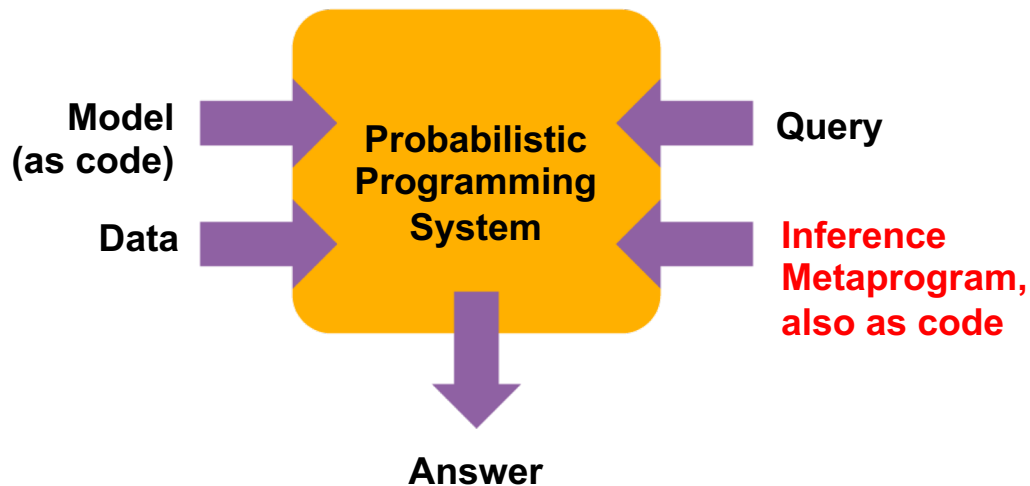 Model
(as code)
Data
Probabilistic
Programming
System
Query
Inference
Metaprogram,
also as code
Answer